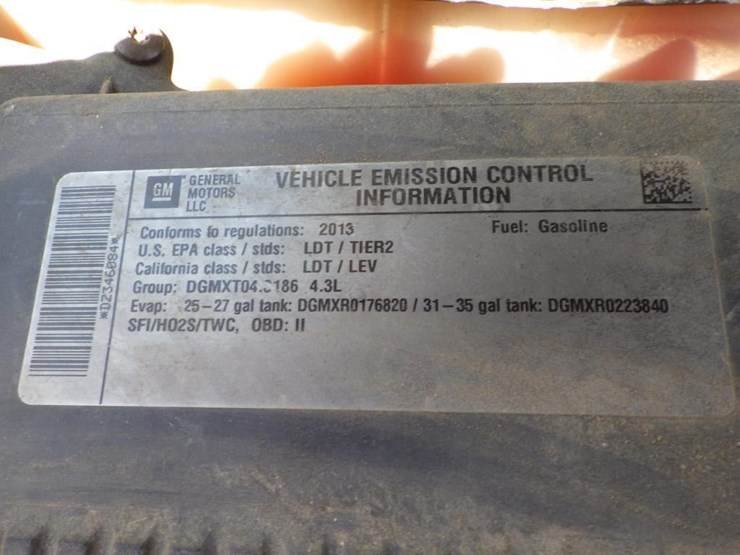 GM
GENERAL
MOTORS
LLC
VEHICLE EMISSION CONTROL
INFORMATION
Conforms to regulations: 2013
Fuel: Gasoline
U.S. EPA class / stds: LDT / TIER2
California class / stds: LDT / LEV
Group: 4.3L
Evap: 25-27 gal tank: DGMXR0176820 / 31-35 gal tank: DGMXR0223840
SFI/HO2S/TWC, OBD: II
*D2346084*